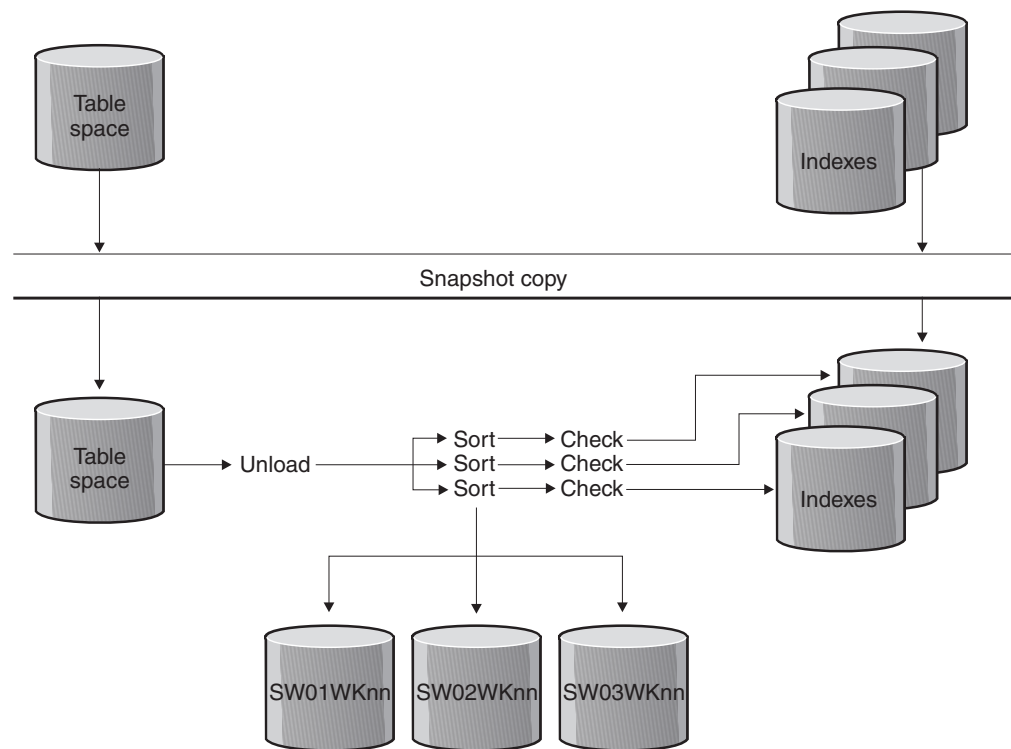 Table
space
Indexes
Snapshot copy
Table
space
Unload
Sort
Check
Sort
Check
Sort
Check
Indexes
SW01WKnn
SW02WKnn
SW03WKnn